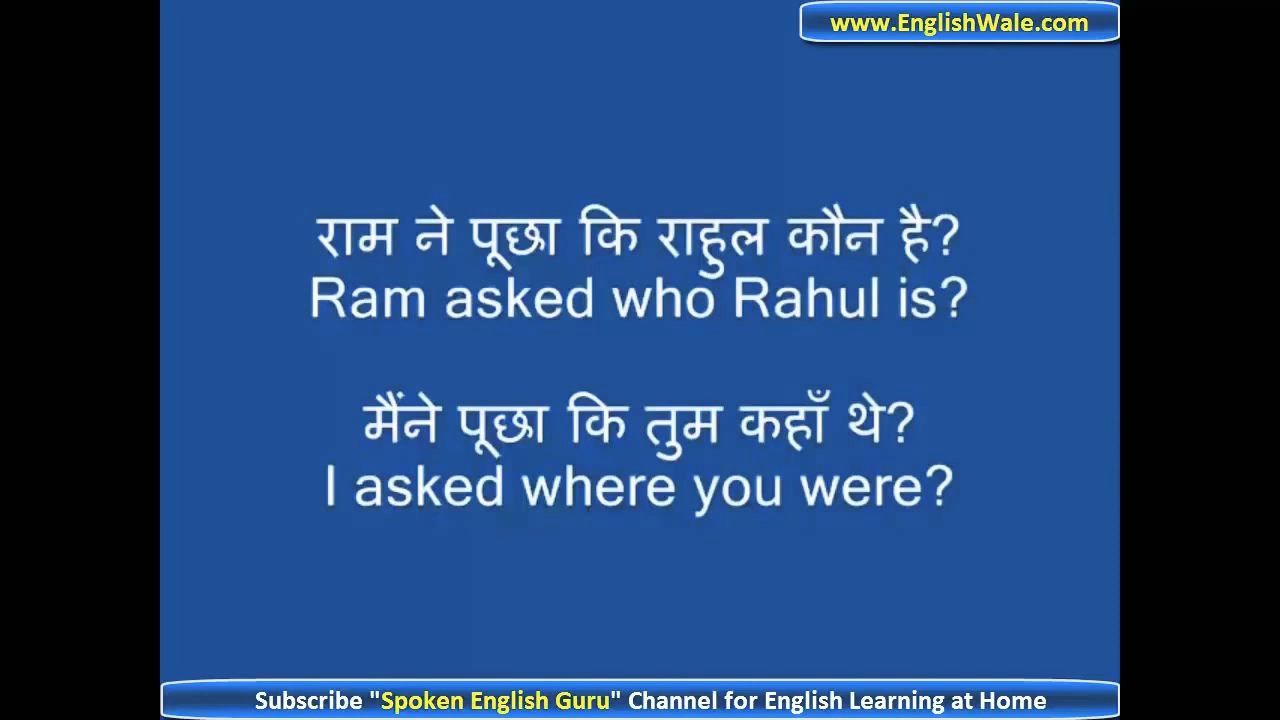 www.EnglishWale.com
राम ने पूछा कि राहुल कौन है?
Ram asked who Rahul is?
मैंने पूछा कि तुम कहाँ थे?
I asked where you were?
Subscribe "Spoken English Guru" Channel for English Learning at Home